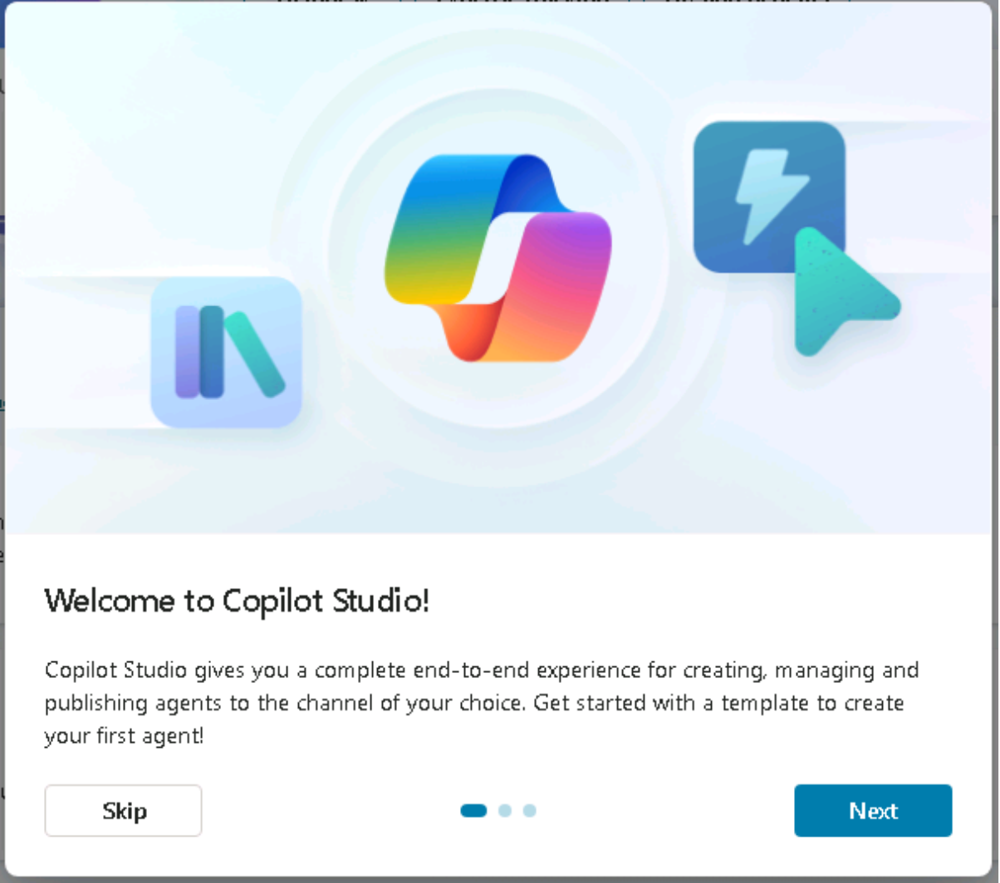 Welcome to Copilot Studio!
Copilot Studio gives you a complete end-to-end experience for creating, managing and
publishing agents to the channel of your choice. Get started with a template to create
your first agent!
Skip
Next